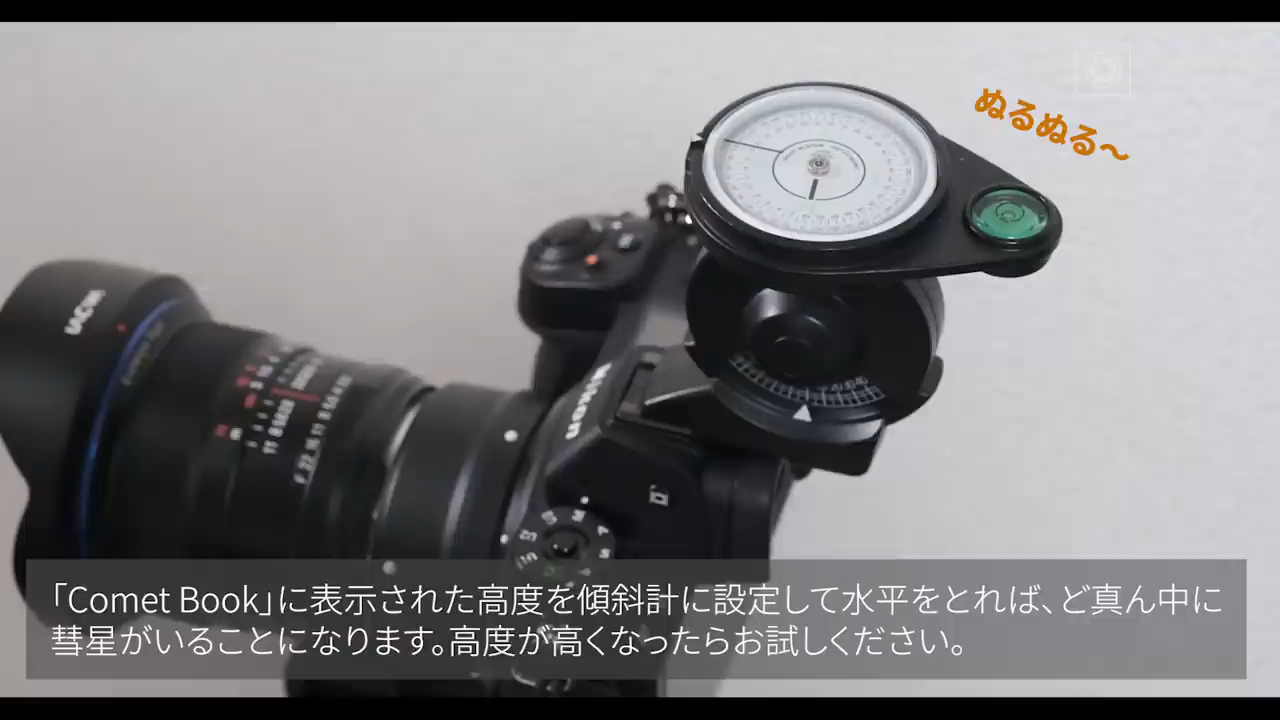 ぬるぬる～
LAOWA
Nikon
「Comet Book」に表示された高度を傾斜計に設定して水平をとれば、ど真ん中に
彗星がいることになります。高度が高くなったらお試しください。